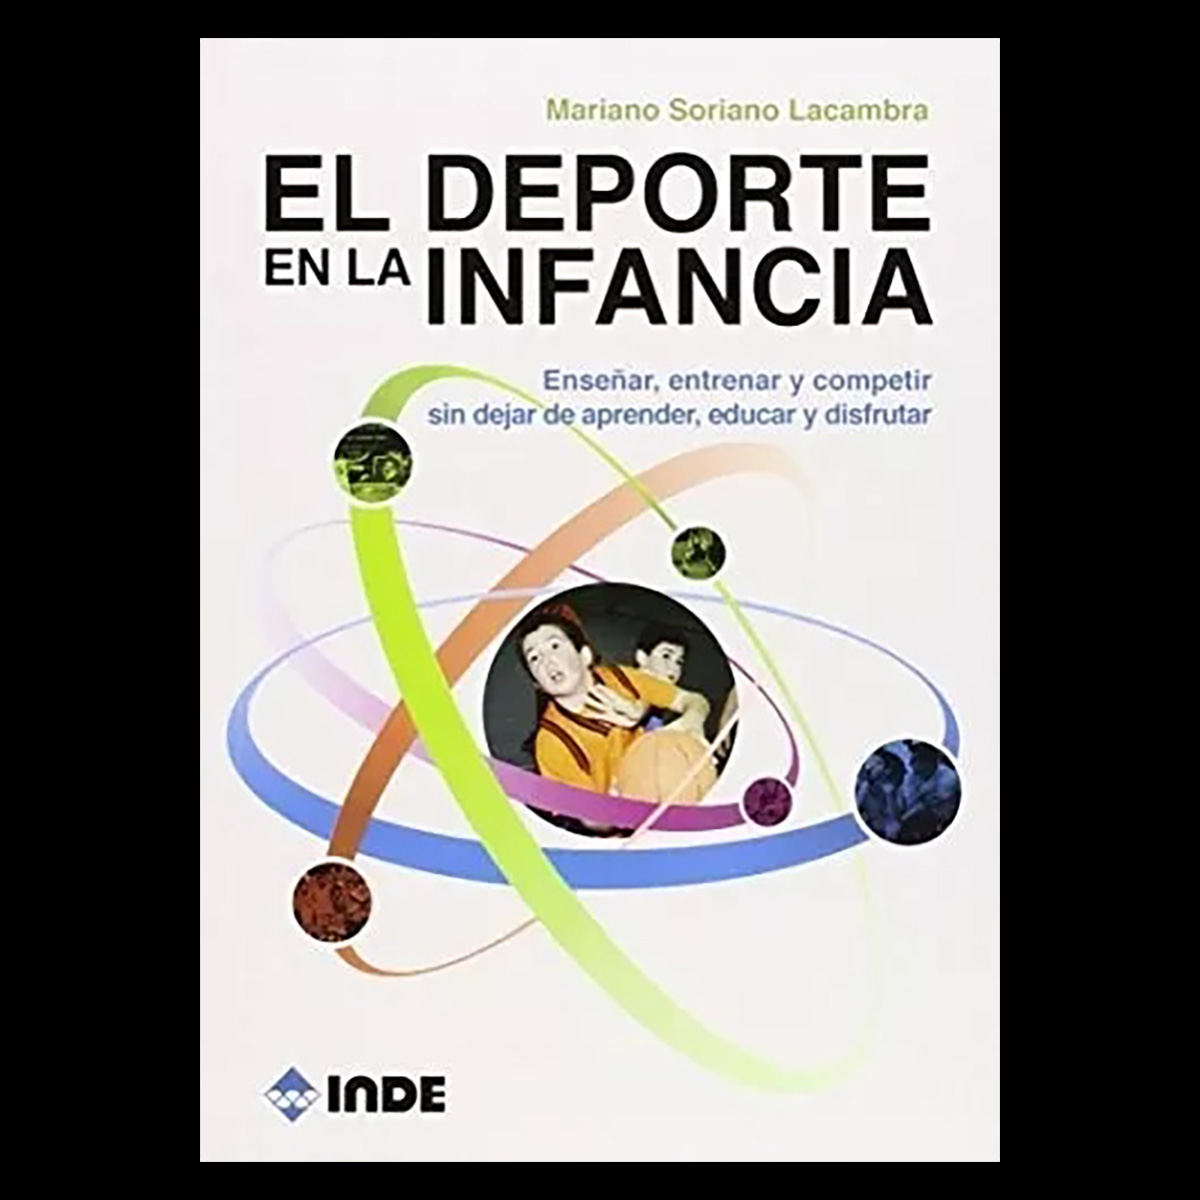 Mariano Soriano Lacambra
EL DEPORTE
EN LA INFANCIA
Enseñar, entrenar y competir
sin dejar de aprender, educar y disfrutar
INDE